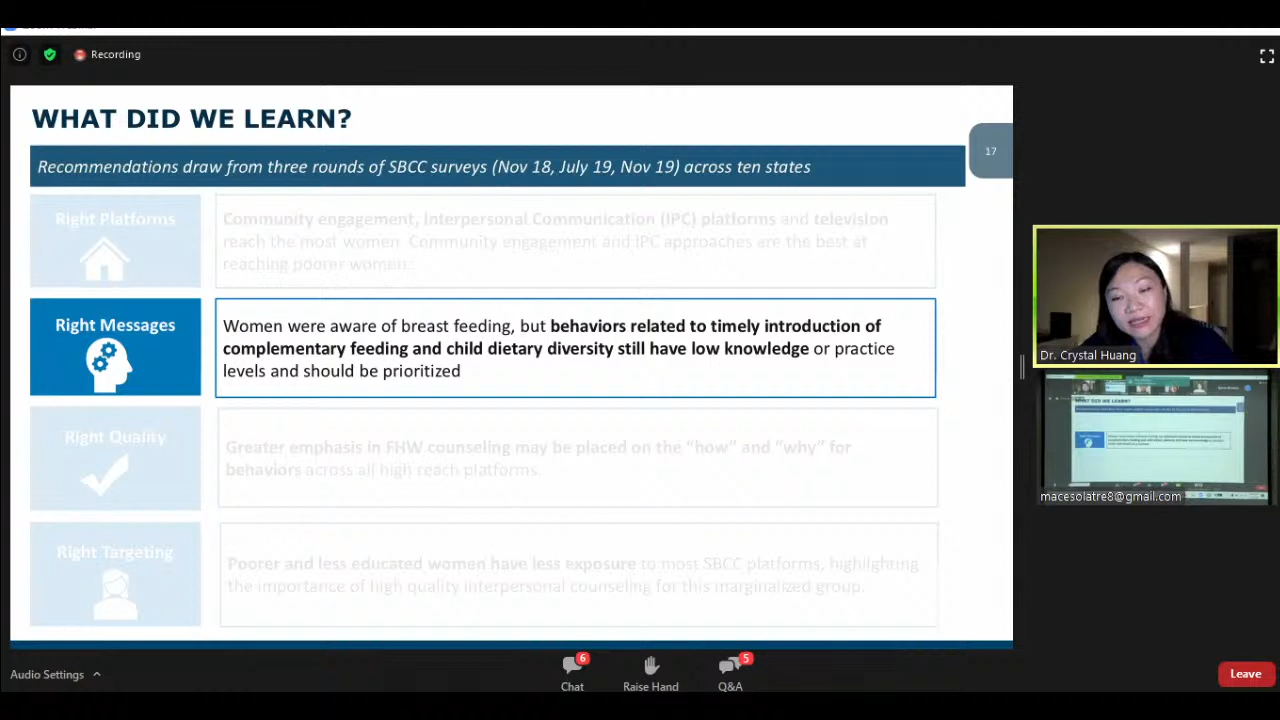 Recording
WHAT DID WE LEARN?
17
Recommendations draw from three rounds of SBCC surveys (Nov 18, July 19, Nov 19) across ten states
Right Platforms
Community engagement, Interpersonal Communication (IPC) platforms and television
reach the most women. Community engagement and IPC approaches are the best at
reaching poorer women.
Right Messages
Women were aware of breast feeding, but behaviors related to timely introduction of
complementary feeding and child dietary diversity still have low knowledge or practice
levels and should be prioritized
Right Quality
Greater emphasis in FHW counseling may be placed on the “how” and “why” for
behaviors across all high reach platforms.
Right Targeting
Poorer and less educated women have less exposure to most SBCC platforms, highlighting
the importance of high quality interpersonal counseling for this marginalized group.
Dr. Crystal Huang
WHAT DID WE LEARN?
macesolatre8@gmail.com
Audio Settings
6
Chat
Raise Hand
5
Q&A
Leave